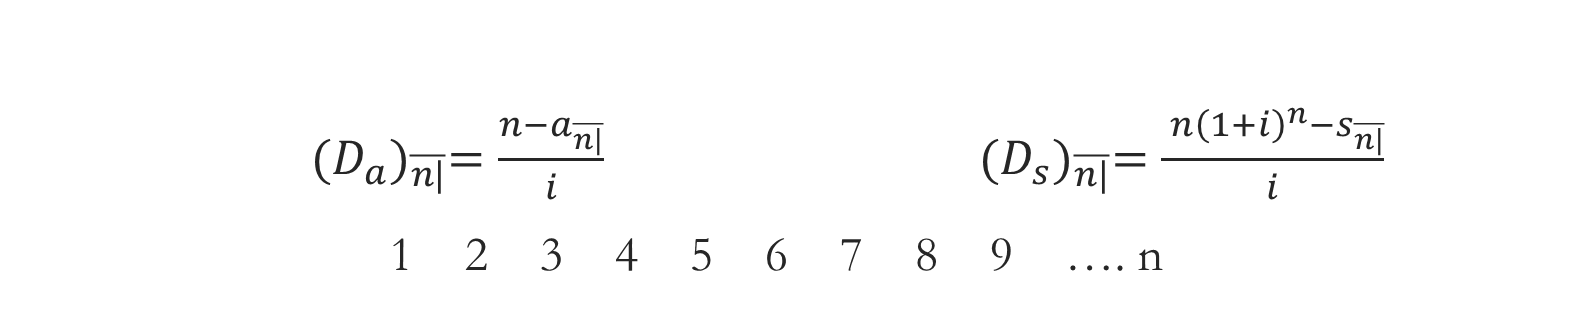 (Dₐ)n̅| = (n−an̅|)/i (Dₛ)n̅| = (n(1+i)ⁿ−sn̅|)/i
1 2 3 4 5 6 7 8 9 …. n